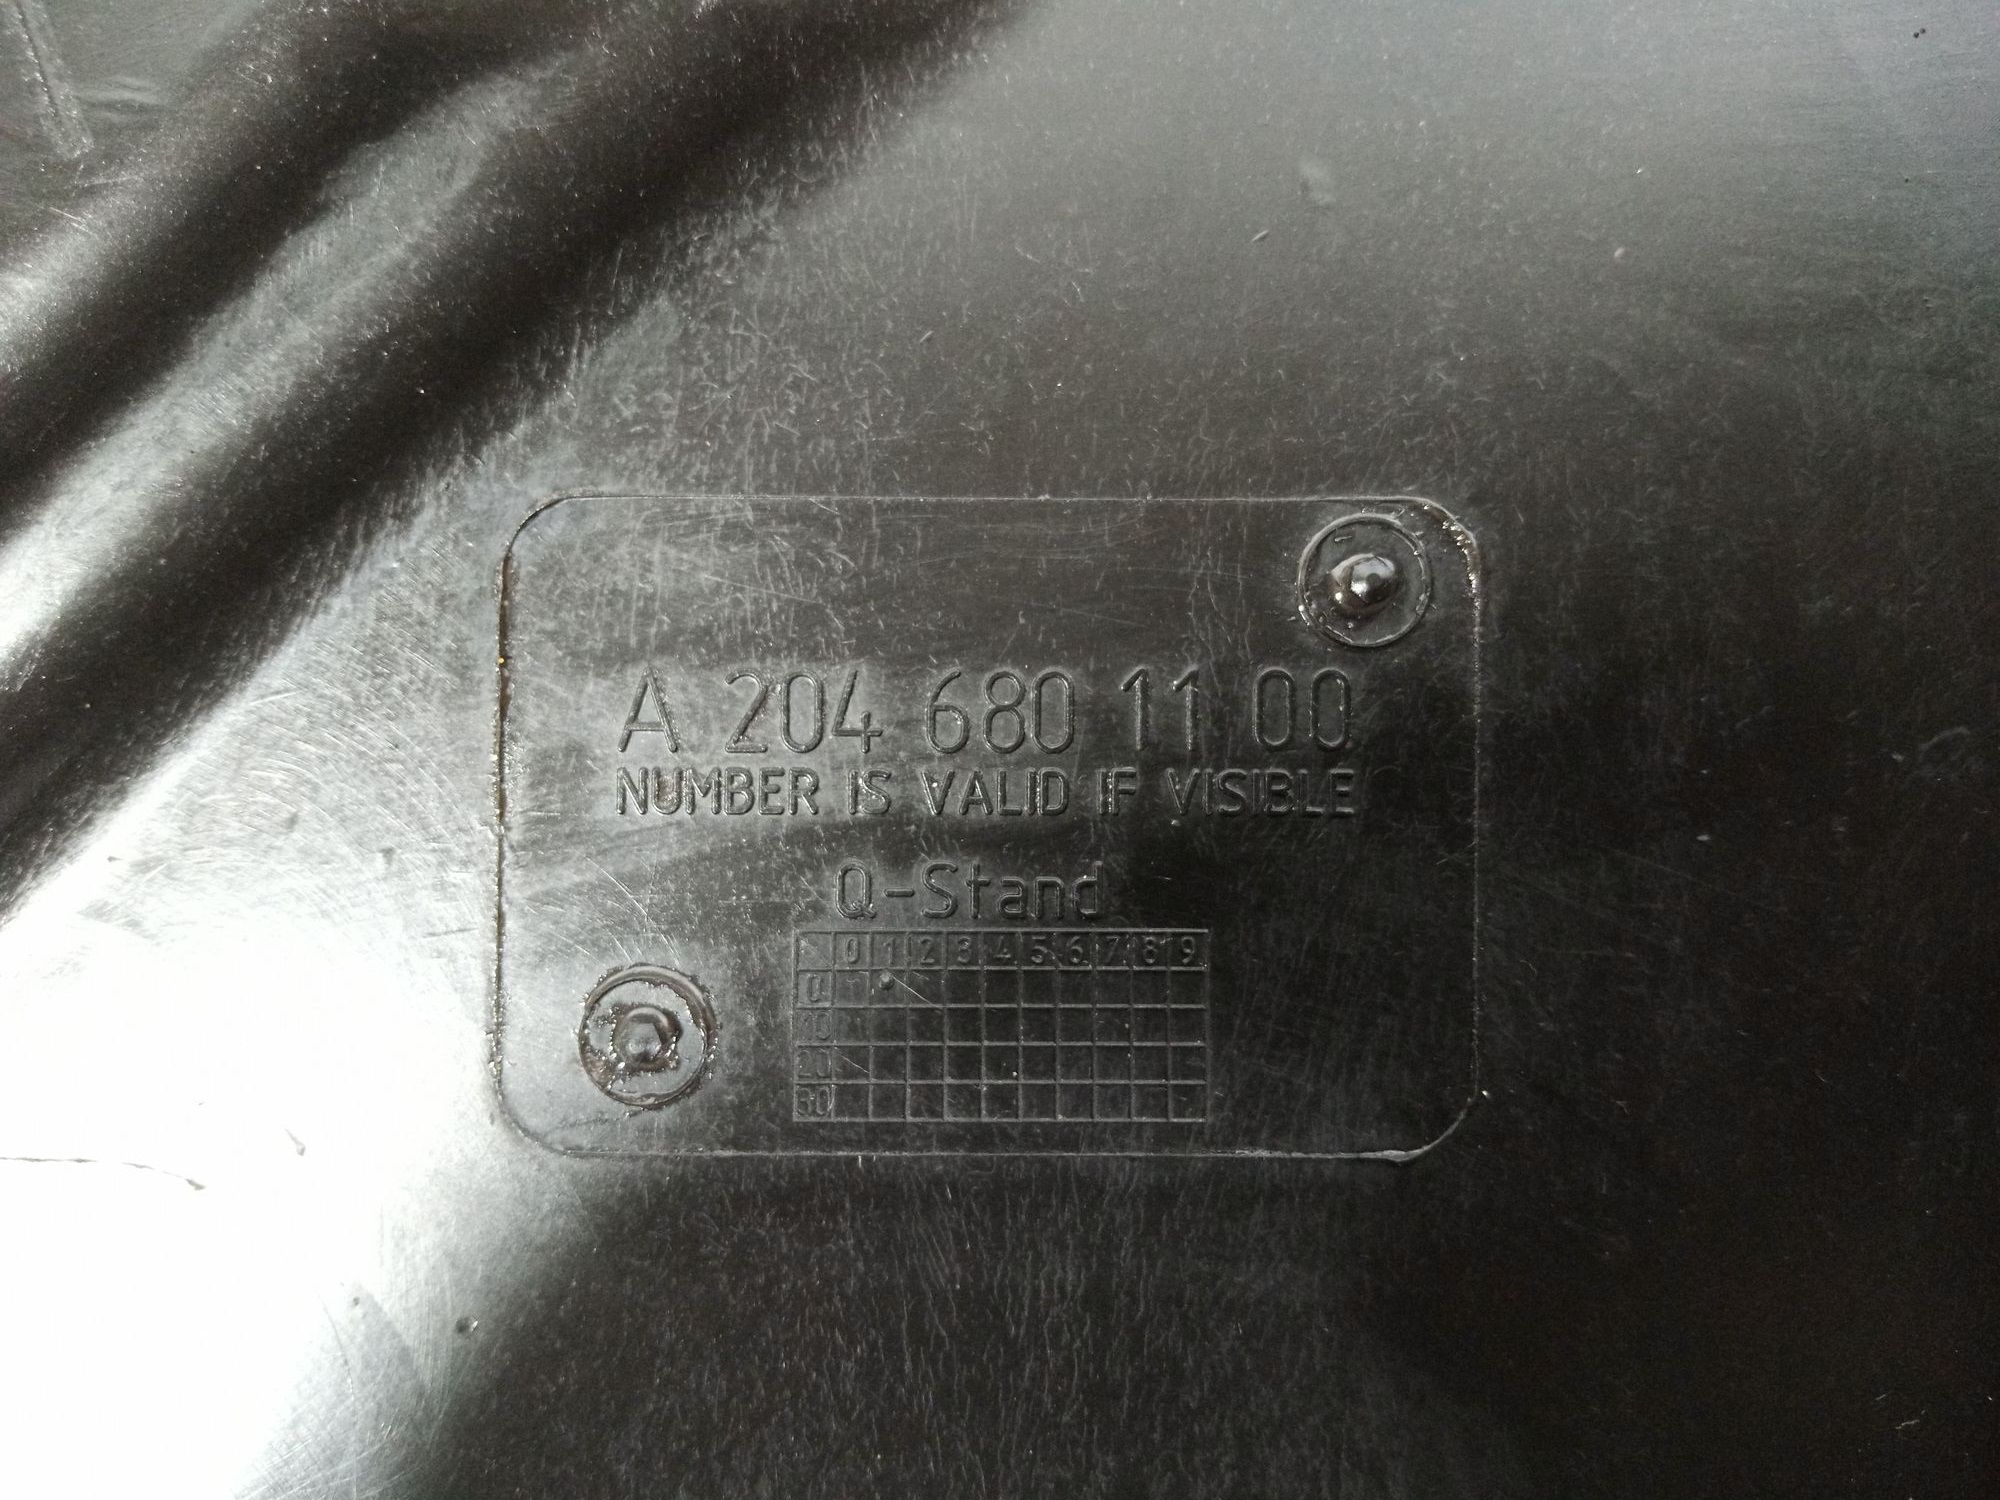 A 204 680 11 00
NUMBER IS VALID IF VISIBLE
Q-Stand
0 1 2 3 4 5 6 7 8 9
0
10
20
30